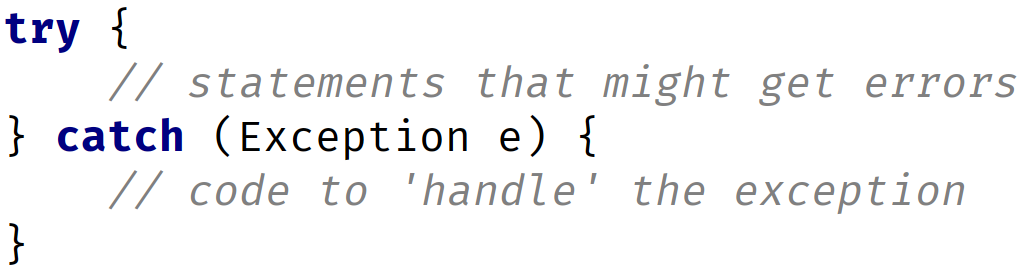 try {
    // statements that might get errors
} catch (Exception e) {
    // code to 'handle' the exception
}